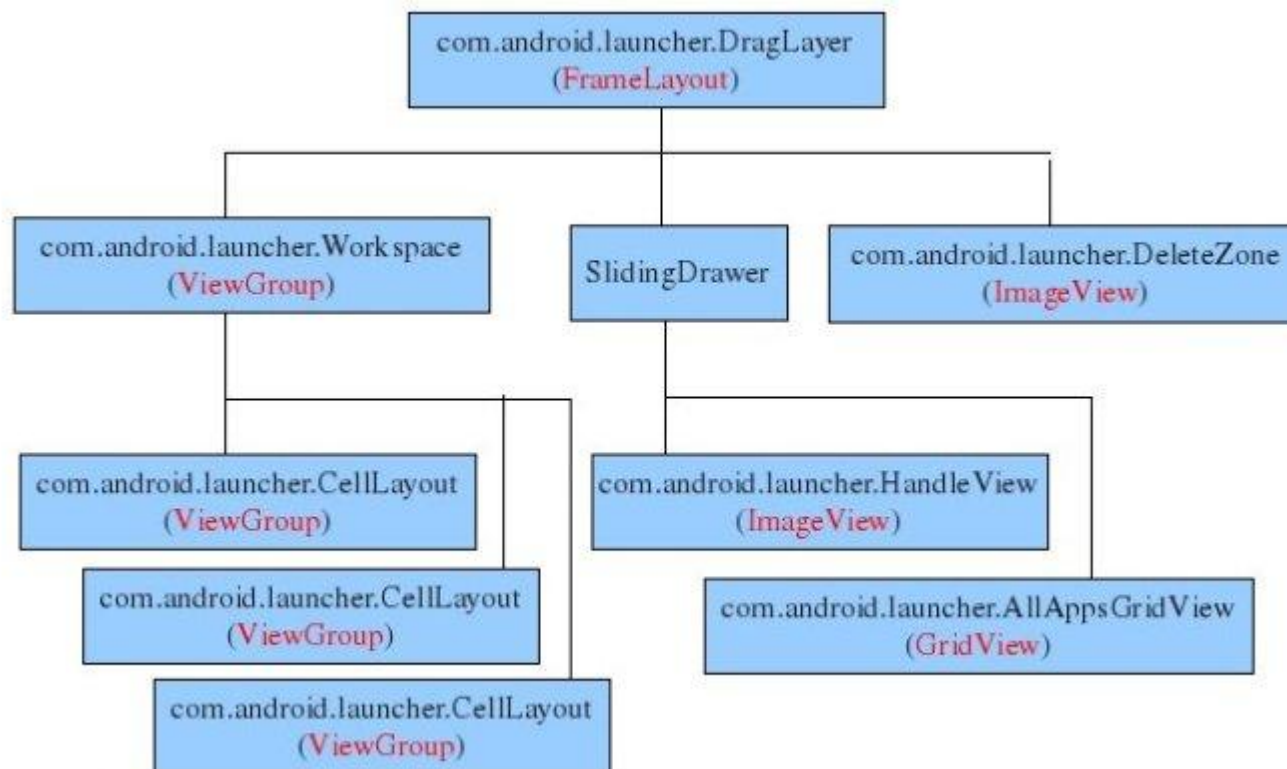 com.android.launcher.DragLayer
(FrameLayout)
com.android.launcher.Workspace
(ViewGroup)
SlidingDrawer
com.android.launcher.DeleteZone
(ImageView)
com.android.launcher.CellLayout
(ViewGroup)
com.android.launcher.HandleView
(ImageView)
com.android.launcher.CellLayout
(ViewGroup)
com.android.launcher.AllAppsGridView
(GridView)
com.android.launcher.CellLayout
(ViewGroup)